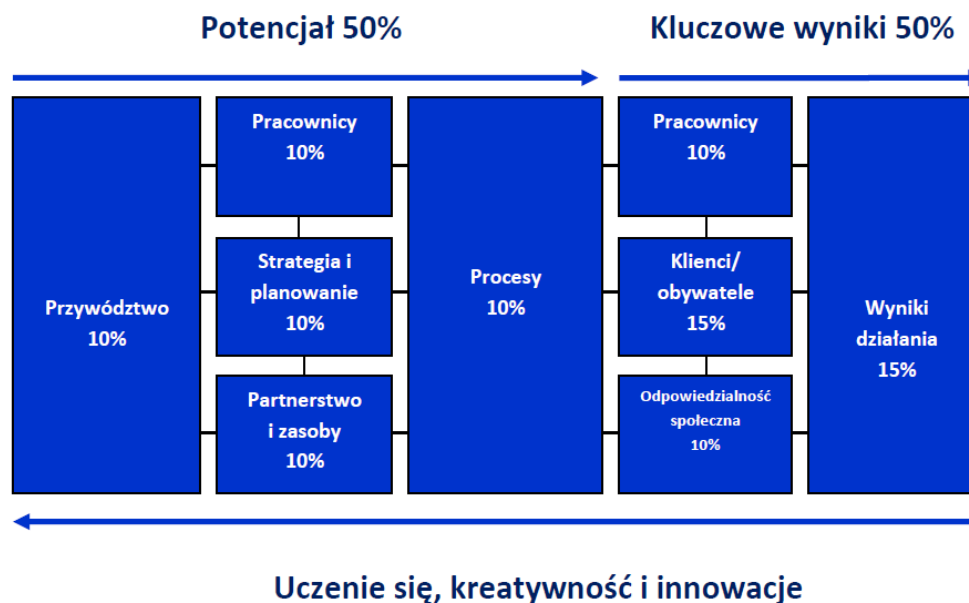 Potencjał 50%
Kluczowe wyniki 50%
Przywództwo
10%
Pracownicy
10%
Strategia i
planowanie
10%
Partnerstwo
i zasoby
10%
Procesy
10%
Pracownicy
10%
Klienci/
obywatele
15%
Odpowiedzialność
społeczna
10%
Wyniki
działania
15%
Uczenie się, kreatywność i innowacje